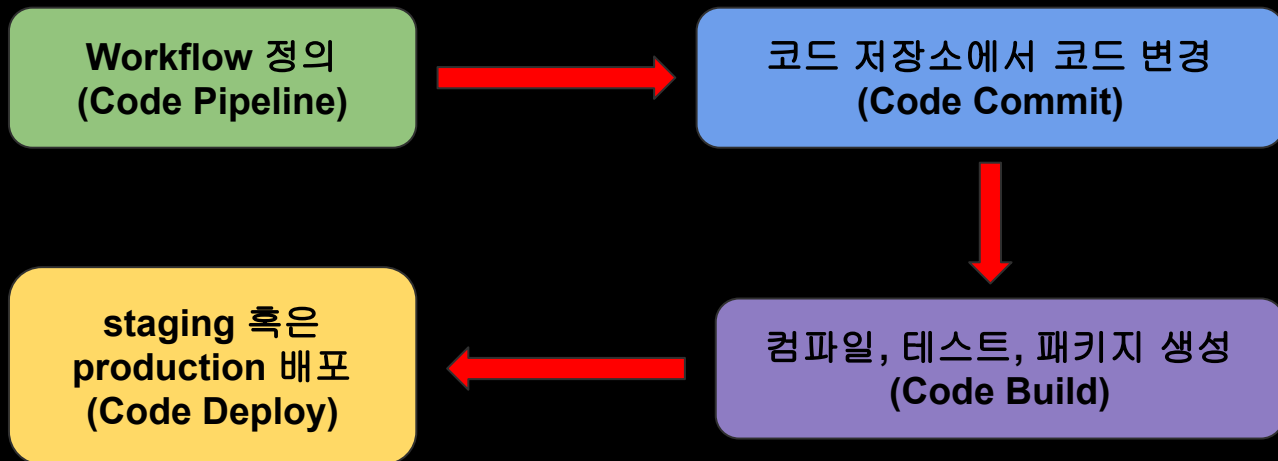 Workflow 정의
(Code Pipeline)
코드 저장소에서 코드 변경
(Code Commit)
컴파일, 테스트, 패키지 생성
(Code Build)
staging 혹은
production 배포
(Code Deploy)